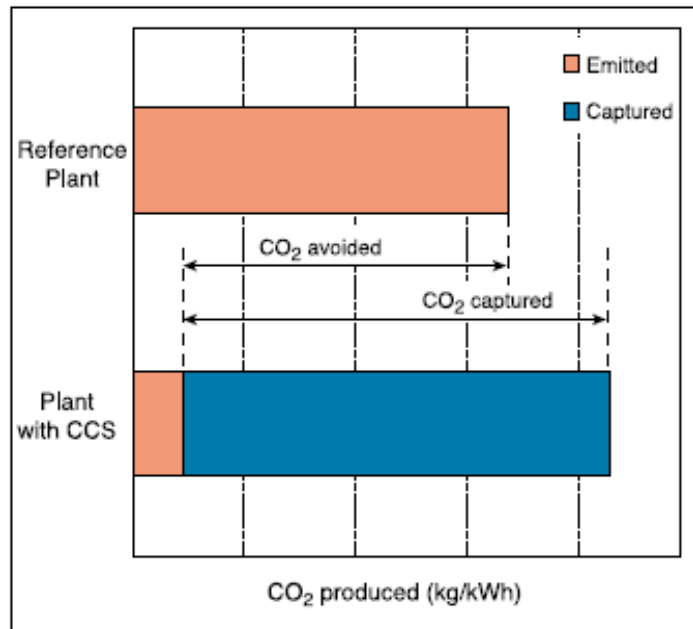 Emitted
Captured
Reference
Plant
CO₂ avoided
CO₂ captured
Plant
with CCS
CO₂ produced (kg/kWh)